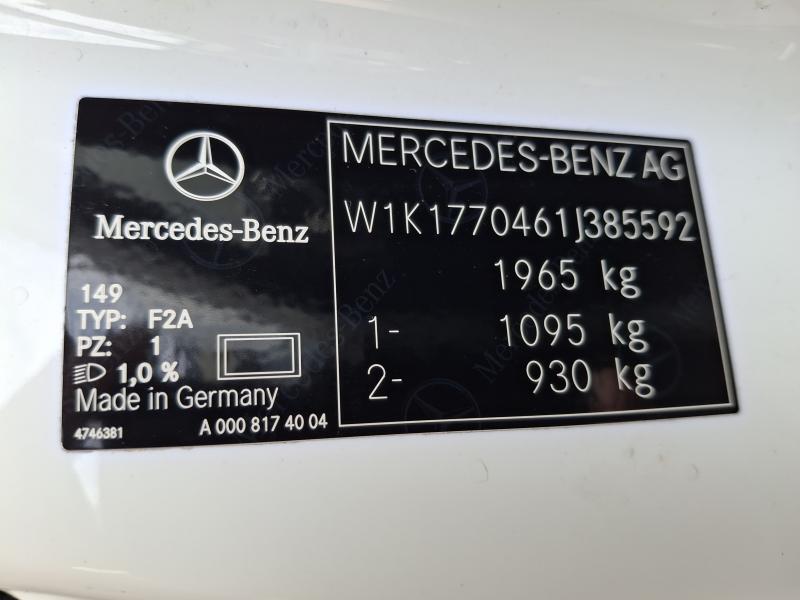 Mercedes-Benz
149
TYP: F2A
PZ: 1
1,0 %
Made in Germany
4746381 A 000 817 40 04
MERCEDES-BENZ AG
W1K1770461J385592
1965 kg
1- 1095 kg
2- 930 kg